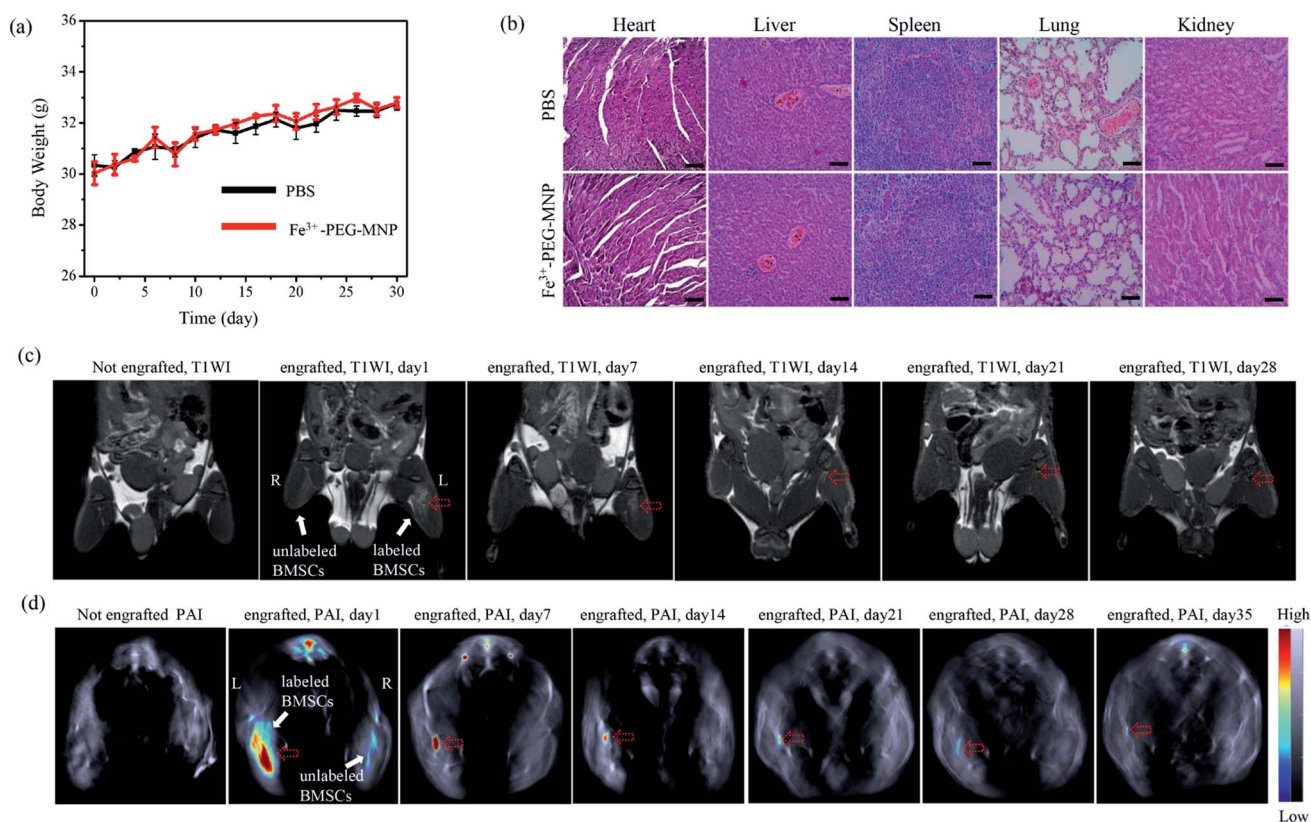 (a)
36
34
32
30
28
26
Body Weight (g)
PBS
Fe³⁺-PEG-MNP
0 5 10 15 20 25 30
Time (day)
(b)
Heart Liver Spleen Lung Kidney
PBS
Fe³⁺-PEG-MNP
(c)
Not engrafted, T1WI engrafted, T1WI, day1 engrafted, T1WI, day7 engrafted, T1WI, day14 engrafted, T1WI, day21 engrafted, T1WI, day28
R L
unlabeled
BMSCs
labeled
BMSCs
(d)
Not engrafted PAI engrafted, PAI, day1 engrafted, PAI, day7 engrafted, PAI, day14 engrafted, PAI, day21 engrafted, PAI, day28 engrafted, PAI, day35
L R
labeled
BMSCs
unlabeled
BMSCs
High
Low